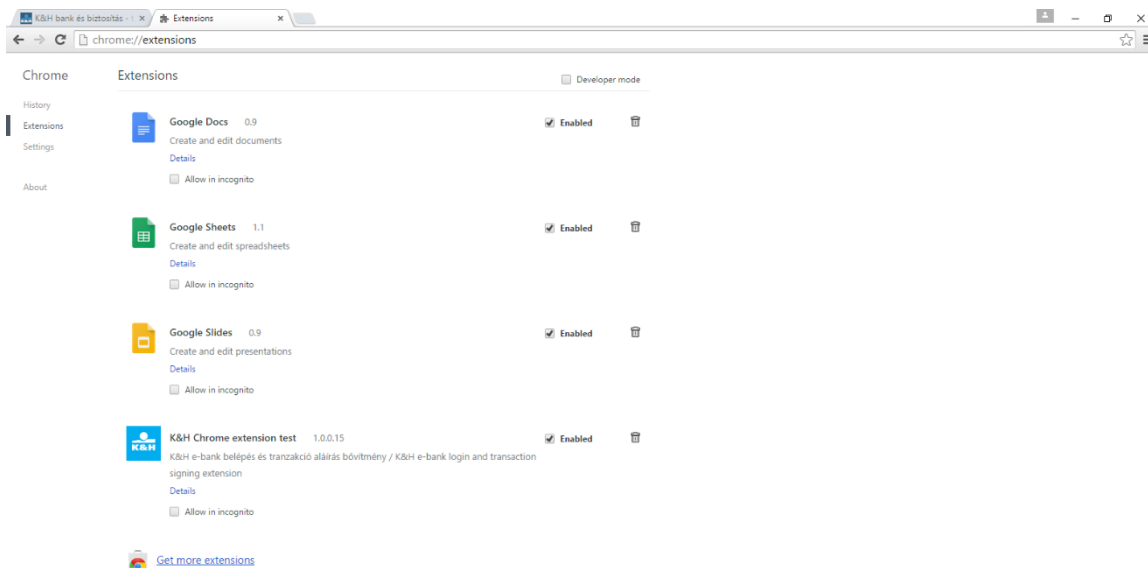 K&H bank és biztosítás -
Extensions
chrome://extensions
Chrome
History
Extensions
Settings
About
Extensions
Developer mode
Google Docs 0.9
Enabled
Create and edit documents
Details
Allow in incognito
Google Sheets 1.1
Enabled
Create and edit spreadsheets
Details
Allow in incognito
Google Slides 0.9
Enabled
Create and edit presentations
Details
Allow in incognito
K&H
K&H Chrome extension test 1.0.0.15
Enabled
K&H e-bank belépés és tranzakció aláírás bővítmény / K&H e-bank login and transaction
signing extension
Details
Allow in incognito
Get more extensions